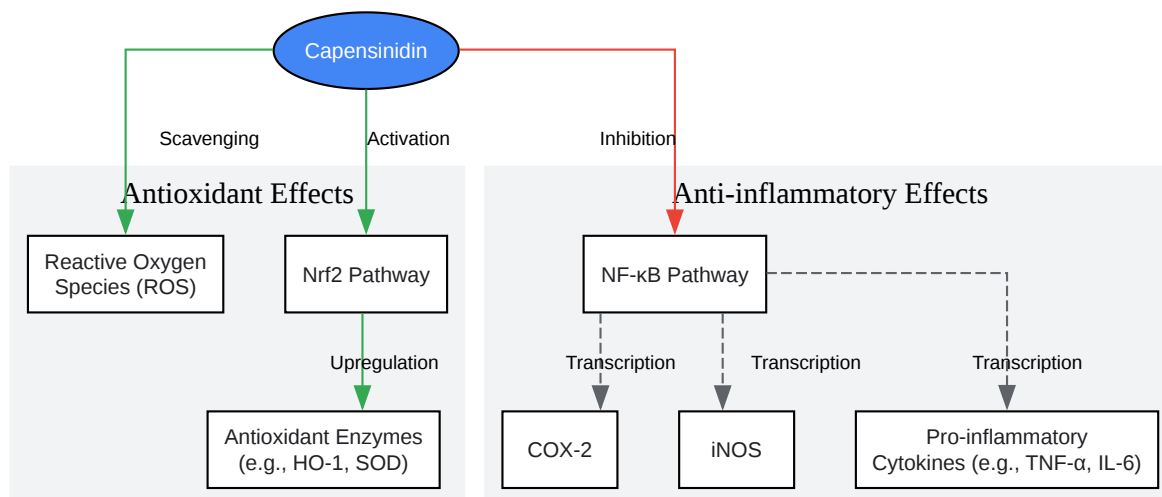 Capensinidin
Scavenging
Activation
Inhibition
Antioxidant Effects
Anti-inflammatory Effects
Reactive Oxygen
Species (ROS)
Nrf2 Pathway
NF-κB Pathway
Upregulation
Transcription
Transcription
Transcription
Antioxidant Enzymes
(e.g., HO-1, SOD)
COX-2
iNOS
Pro-inflammatory
Cytokines (e.g., TNF-α, IL-6)